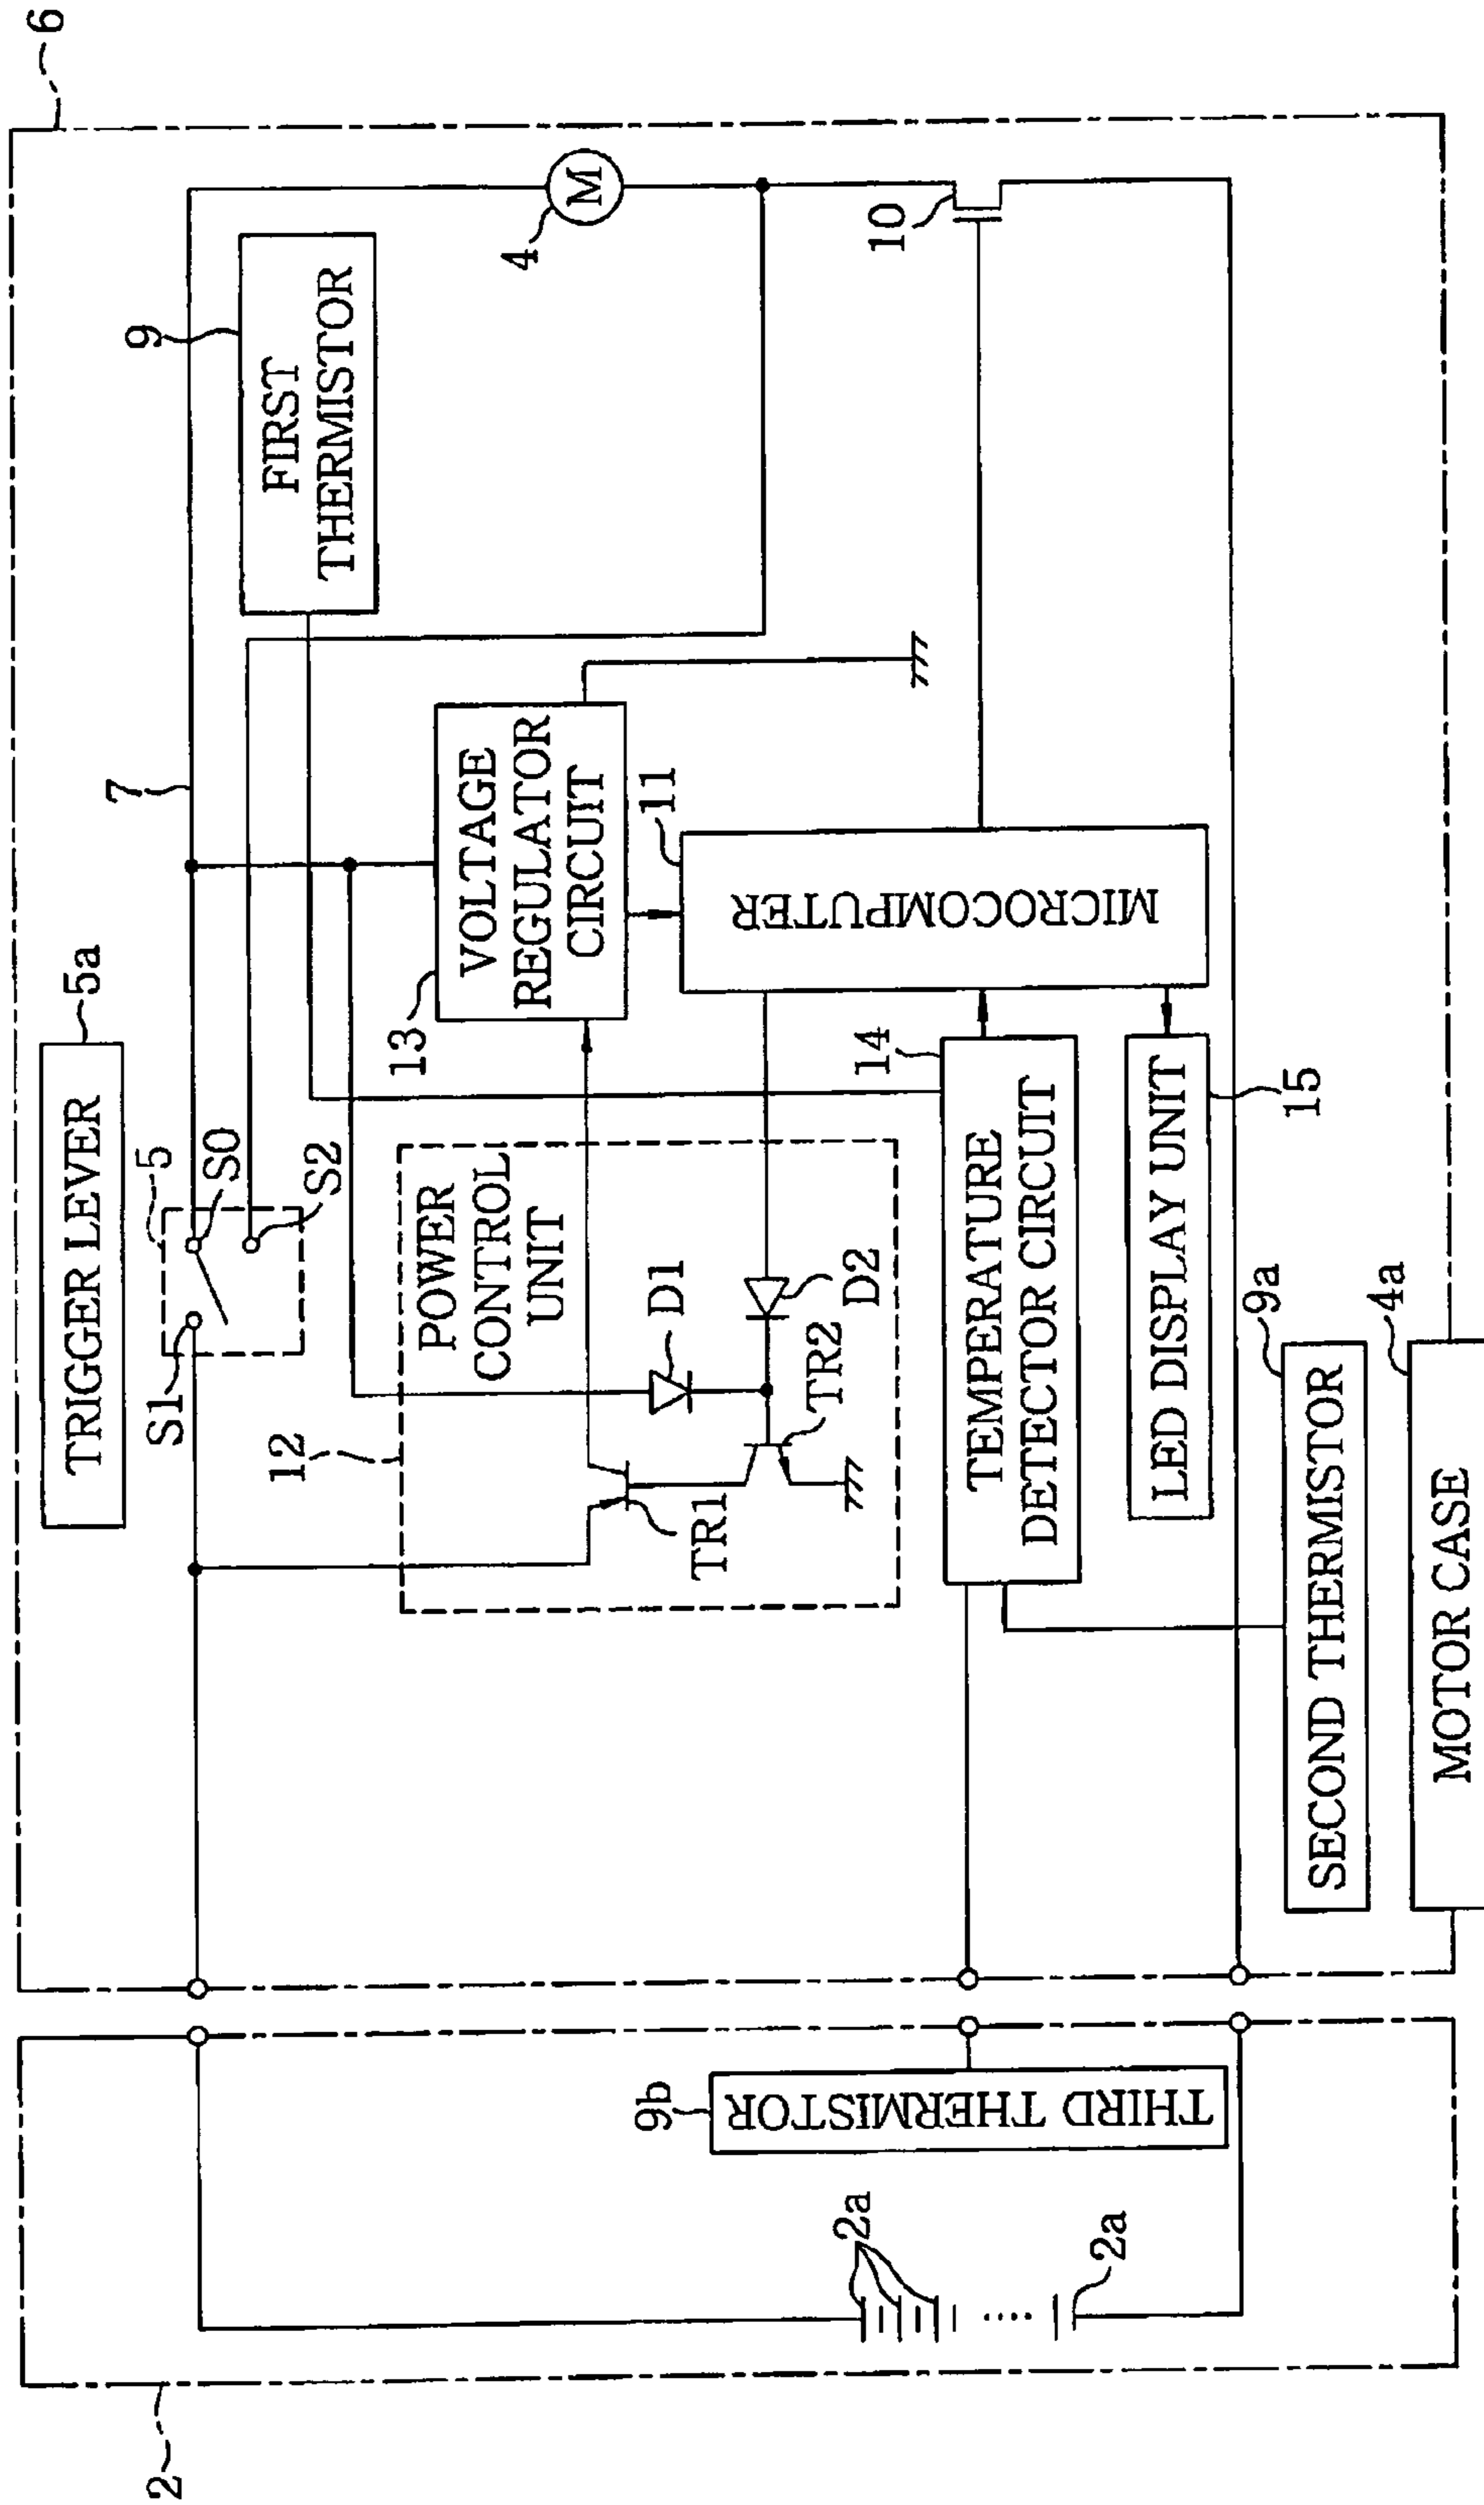 6
TRIGGER LEVER
5a
7
9
FIRST
THERMISTOR
5
S1
S0
S2
4
M
12
POWER
CONTROL
UNIT
13
VOLTAGE
REGULATOR
CIRCUIT
D1
TR1
TR2
D2
11
MICROCOMPUTER
10
14
TEMPERATURE
DETECTOR CIRCUIT
LED DISPLAY UNIT
15
9a
SECOND THERMISTOR
4a
MOTOR CASE
2
9b
THIRD THERMISTOR
2a
2a